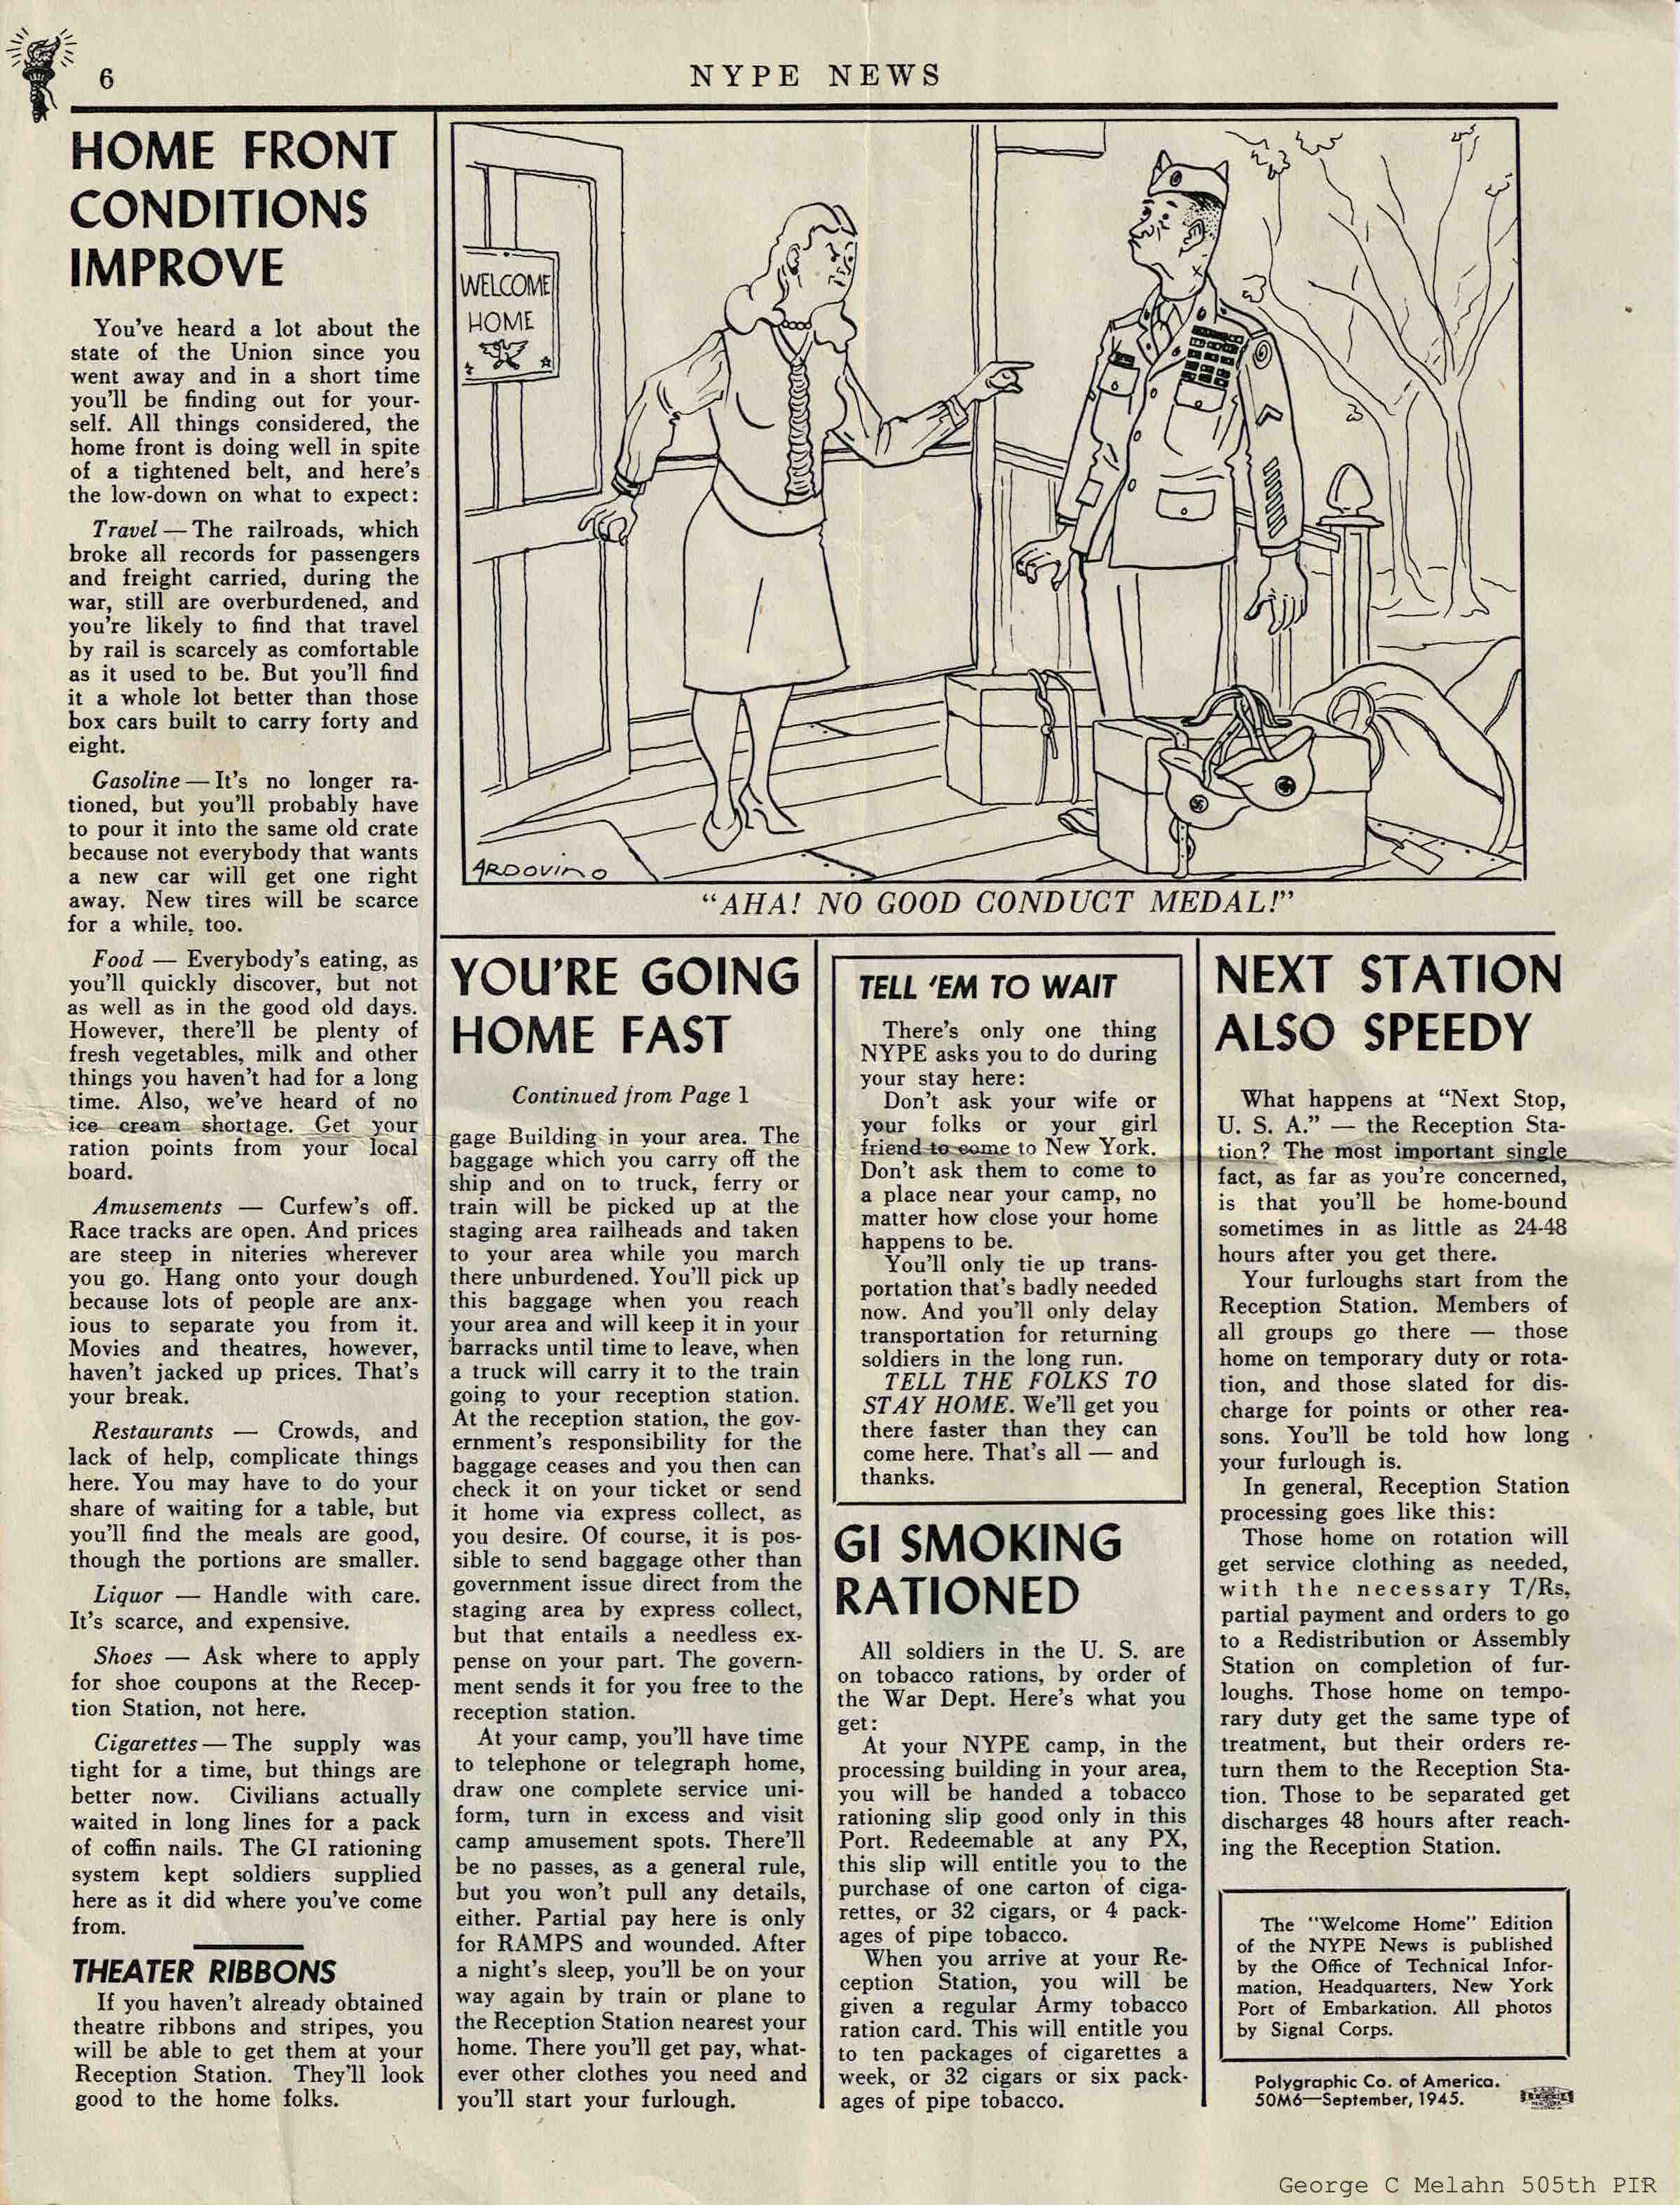 6
NYPE NEWS
HOME FRONT
CONDITIONS
IMPROVE
You've heard a lot about the
state of the Union since you
went away and in a short time
you'll be finding out for your-
self. All things considered, the
home front is doing well in spite
of a tightened belt, and here's
the low-down on what to expect:
Travel — The railroads, which
broke all records for passengers
and freight carried, during the
war, still are overburdened, and
you're likely to find that travel
by rail is scarcely as comfortable
as it used to be. But you'll find
it a whole lot better than those
box cars built to carry forty and
eight.
Gasoline — It's no longer ra-
tioned, but you'll probably have
to pour it into the same old crate
because not everybody that wants
a new car will get one right
away. New tires will be scarce
for a while, too.
Food — Everybody's eating, as
you'll quickly discover, but not
as well as in the good old days.
However, there'll be plenty of
fresh vegetables, milk and other
things you haven't had for a long
time. Also, we've heard of no
ice cream shortage. Get your
ration points from your local
board.
Amusements — Curfew's off.
Race tracks are open. And prices
are steep in niteries wherever
you go. Hang onto your dough
because lots of people are anx-
ious to separate you from it.
Movies and theatres, however,
haven't jacked up prices. That's
your break.
Restaurants — Crowds, and
lack of help, complicate things
here. You may have to do your
share of waiting for a table, but
you'll find the meals are good,
though the portions are smaller.
Liquor — Handle with care.
It's scarce, and expensive.
Shoes — Ask where to apply
for shoe coupons at the Recep-
tion Station, not here.
Cigarettes — The supply was
tight for a time, but things are
better now. Civilians actually
waited in long lines for a pack
of coffin nails. The GI rationing
system kept soldiers supplied
here as it did where you've come
from.
THEATER RIBBONS
If you haven't already obtained
theatre ribbons and stripes, you
will be able to get them at your
Reception Station. They'll look
good to the home folks.
WELCOME
HOME
ARDOVINO
"AHA! NO GOOD CONDUCT MEDAL!"
YOU'RE GOING
HOME FAST
Continued from Page 1
gage Building in your area. The
baggage which you carry off the
ship and on to truck, ferry or
train will be picked up at the
staging area railheads and taken
to your area while you march
there unburdened. You'll pick up
this baggage when you reach
your area and will keep it in your
barracks until time to leave, when
a truck will carry it to the train
going to your reception station.
At the reception station, the gov-
ernment's responsibility for the
baggage ceases and you then can
check it on your ticket or send
it home via express collect, as
you desire. Of course, it is pos-
sible to send baggage other than
government issue direct from the
staging area by express collect,
but that entails a needless ex-
pense on your part. The govern-
ment sends it for you free to the
reception station.
At your camp, you'll have time
to telephone or telegraph home,
draw one complete service uni-
form, turn in excess and visit
camp amusement spots. There'll
be no passes, as a general rule,
but you won't pull any details,
either. Partial pay here is only
for RAMPS and wounded. After
a night's sleep, you'll be on your
way again by train or plane to
the Reception Station nearest your
home. There you'll get pay, what-
ever other clothes you need and
you'll start your furlough.
TELL 'EM TO WAIT
There's only one thing
NYPE asks you to do during
your stay here:
Don't ask your wife or
your folks or your girl
friend to come to New York.
Don't ask them to come to
a place near your camp, no
matter how close your home
happens to be.
You'll only tie up trans-
portation that's badly needed
now. And you'll only delay
transportation for returning
soldiers in the long run.
TELL THE FOLKS TO
STAY HOME. We'll get you
there faster than they can
come here. That's all — and
thanks.
GI SMOKING
RATIONED
All soldiers in the U. S. are
on tobacco rations, by order of
the War Dept. Here's what you
get:
At your NYPE camp, in the
processing building in your area,
you will be handed a tobacco
rationing slip good only in this
Port. Redeemable at any PX,
this slip will entitle you to the
purchase of one carton of ciga-
rettes, or 32 cigars, or 4 pack-
ages of pipe tobacco.
When you arrive at your Re-
ception Station, you will be
given a regular Army tobacco
ration card. This will entitle you
to ten packages of cigarettes a
week, or 32 cigars or six pack-
ages of pipe tobacco.
NEXT STATION
ALSO SPEEDY
What happens at "Next Stop,
U. S. A." — the Reception Sta-
tion? The most important single
fact, as far as you're concerned,
is that you'll be home-bound
sometimes in as little as 24-48
hours after you get there.
Your furloughs start from the
Reception Station. Members of
all groups go there — those
home on temporary duty or rota-
tion, and those slated for dis-
charge for points or other rea-
sons. You'll be told how long
your furlough is.
In general, Reception Station
processing goes like this:
Those home on rotation will
get service clothing as needed,
with the necessary T/Rs,
partial payment and orders to go
to a Redistribution or Assembly
Station on completion of fur-
loughs. Those home on tempo-
rary duty get the same type of
treatment, but their orders re-
turn them to the Reception Sta-
tion. Those to be separated get
discharges 48 hours after reach-
ing the Reception Station.
The "Welcome Home" Edition
of the NYPE News is published
by the Office of Technical Infor-
mation, Headquarters, New York
Port of Embarkation. All photos
by Signal Corps.
Polygraphic Co. of America.
50M6—September, 1945.
George C Melahn 505th PIR